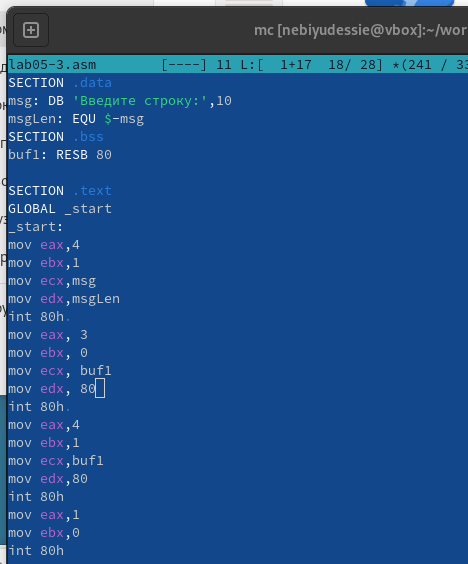 mc [nebiyudessie@vbox]:~/wor
lab05-3.asm [----] 11 L:[ 1+17 18/ 28] *(241 / 33
SECTION .data
msg: DB 'Введите строку:',10
msgLen: EQU $-msg
SECTION .bss
buf1: RESB 80
SECTION .text
GLOBAL _start
_start:
mov eax,4
mov ebx,1
mov ecx,msg
mov edx,msgLen
int 80h
mov eax, 3
mov ebx, 0
mov ecx, buf1
mov edx, 80
int 80h
mov eax,4
mov ebx,1
mov ecx,buf1
mov edx,80
int 80h
mov eax,1
mov ebx,0
int 80h